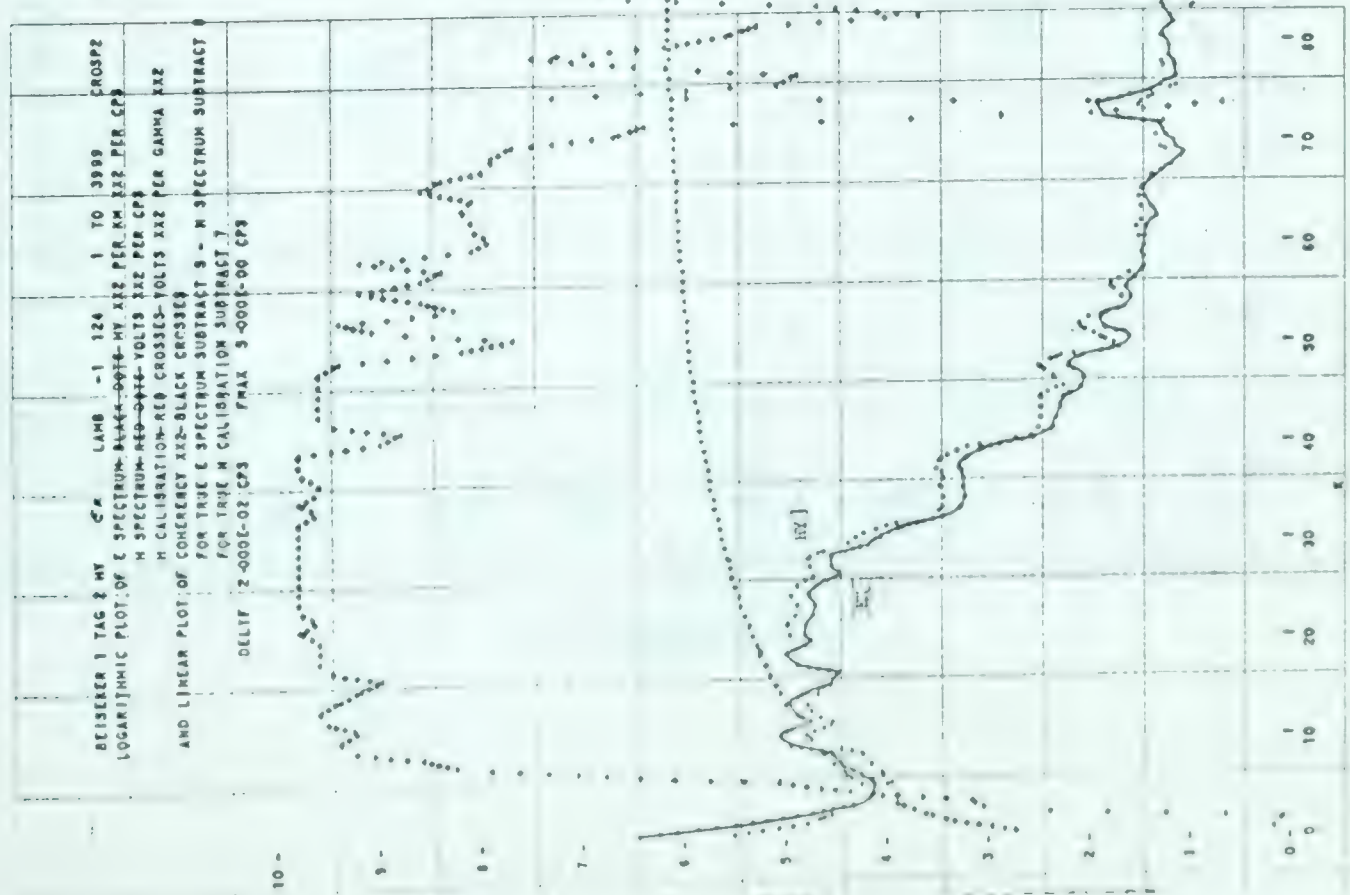 BEISEKER 1 TAG 2 HY EX LAMB -1 124 1 TO 3999 CROSP2
LOGARITHMIC PLOT OF E SPECTRUM-BLACK DOTS-MV XX2 PER KM XX2 PER CPS
H SPECTRUM-RED DOTS-VOLTS XX2 PER CPS
H CALIBRATION-RED CROSSES-VOLTS XX2 PER GAMMA XX2
AND LINEAR PLOT OF COHERENCY XX2-BLACK CROSSES
FOR TRUE E SPECTRUM SUBTRACT 5 - H SPECTRUM SUBTRACT
FOR TRUE H CALIBRATION SUBTRACT 7
DELTF 2-000E-02 CPS FMAX 5-000E-00 CPS
10 -
9 -
8 -
7 -
6 -
5 -
4 -
3 -
2 -
1 -
0 -
HY
EX
0 10 20 30 40 50 60 70 80
K